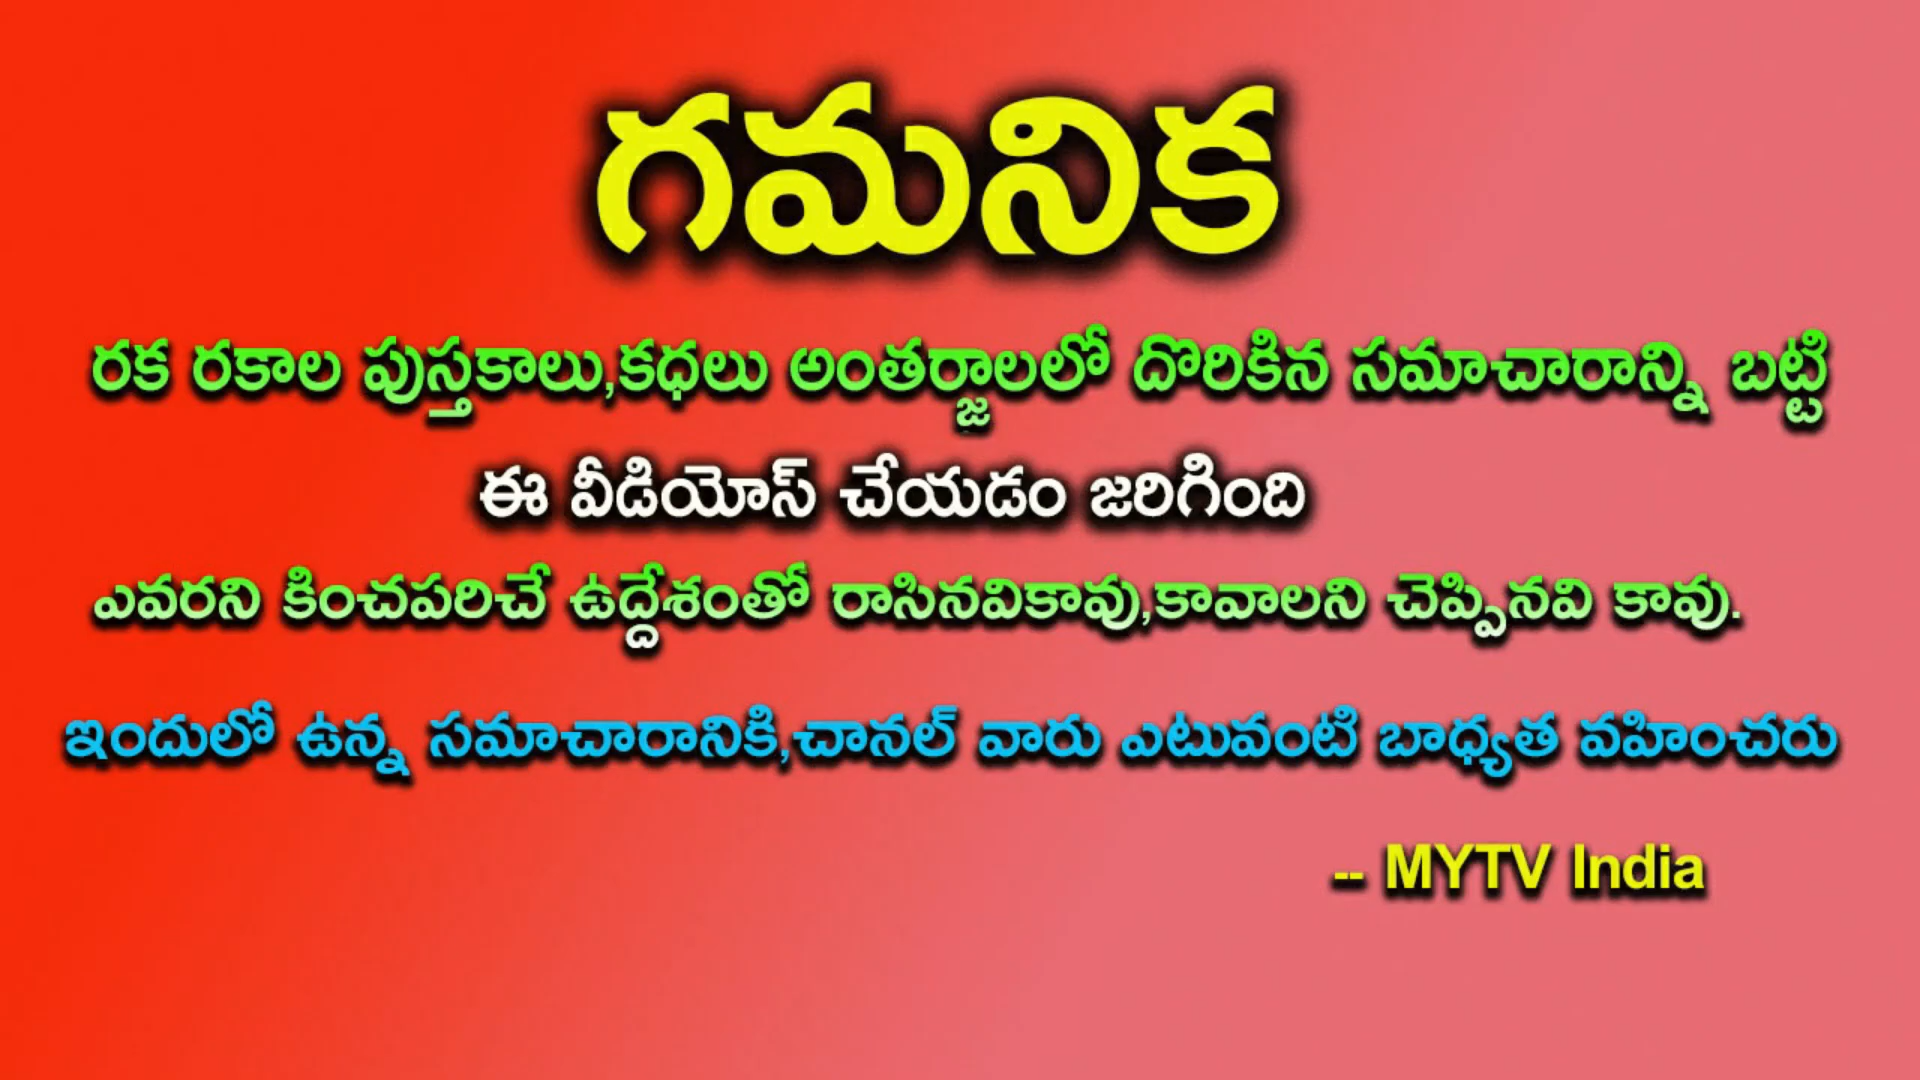 గమనిక
రక రకాల పుస్తకాలు,కధలు అంతర్జాలలో దొరికిన సమాచారాన్ని బట్టి
ఈ వీడియోస్ చేయడం జరిగింది
ఎవరని కించపరిచే ఉద్దేశంతో రాసినవికావు,కావాలని చెప్పినవి కావు.
ఇందులో ఉన్న సమాచారానికి,చానల్ వారు ఎటువంటి బాధ్యత వహించరు
-- MYTV India